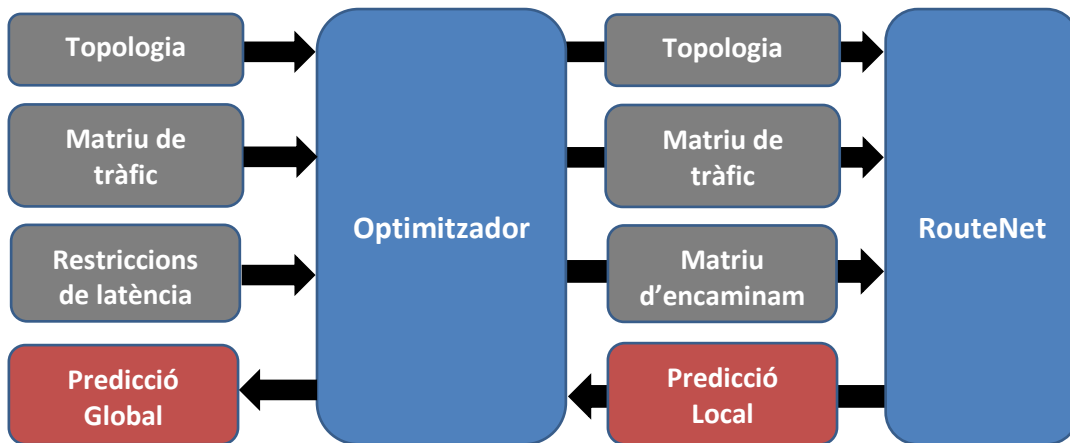 Topologia
Matriu de
tràfic
Restriccions
de latència
Predicció
Global
Optimitzador
Topologia
Matriu de
tràfic
Matriu
d’encaminam
Predicció
Local
RouteNet